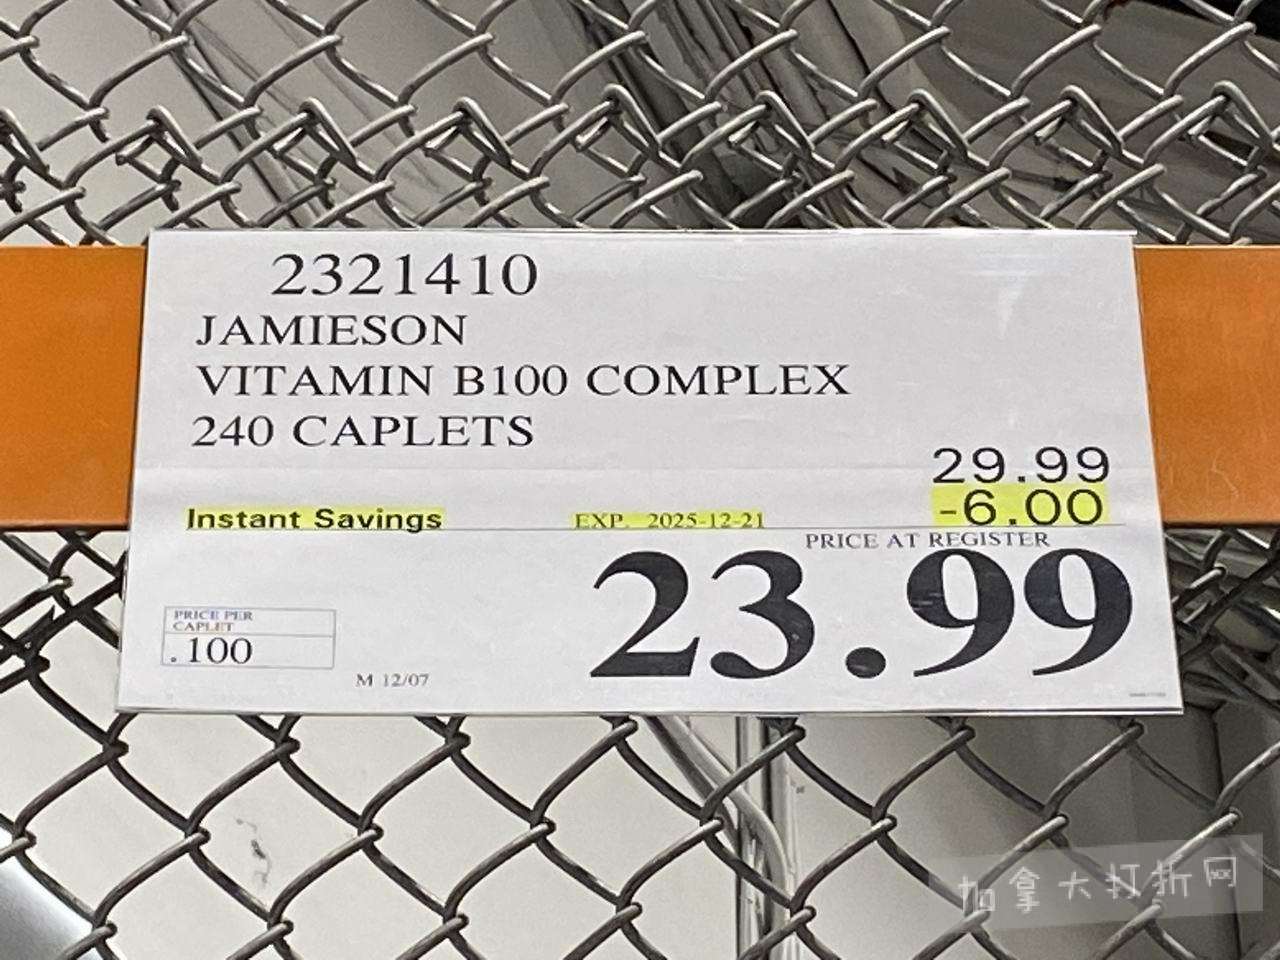 2321410
JAMIESON
VITAMIN B100 COMPLEX
240 CAPLETS
29.99
Instant Savings EXP. 2025-12-21 -6.00
PRICE AT REGISTER
23.99
PRICE PER
CAPLET
.100
M 12/07
加拿大打折网